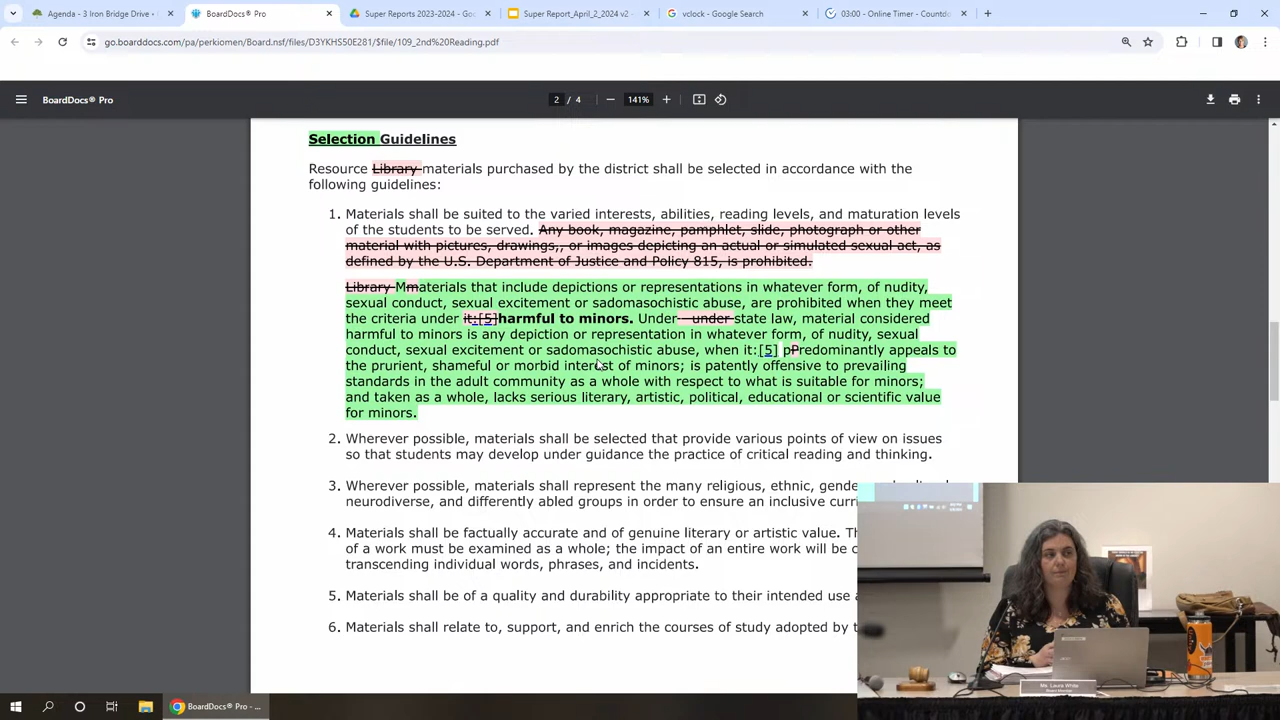 Agenda - 3 Iron Bridge Drive -
BoardDocs® Pro
Super Reports 2023-2024 - Go
Super Report_April_2_2024 v2 -
vclock - Google Search
03:00 - Online Timer - Countdo
go.boarddocs.com/pa/perkiomen/Board.nsf/files/D3YKHS50E281/$file/109_2nd%20Reading.pdf
BoardDocs® Pro
2 / 4
141%
Selection Guidelines
Resource Library materials purchased by the district shall be selected in accordance with the
following guidelines:
1. Materials shall be suited to the varied interests, abilities, reading levels, and maturation levels
of the students to be served. Any book, magazine, pamphlet, slide, photograph or other
material with pictures, drawings,, or images depicting an actual or simulated sexual act, as
defined by the U.S. Department of Justice and Policy 815, is prohibited.
Library Mmaterials that include depictions or representations in whatever form, of nudity,
sexual conduct, sexual excitement or sadomasochistic abuse, are prohibited when they meet
the criteria under it:[5]harmful to minors. Under under state law, material considered
harmful to minors is any depiction or representation in whatever form, of nudity, sexual
conduct, sexual excitement or sadomasochistic abuse, when it:[5] pPredominantly appeals to
the prurient, shameful or morbid interest of minors; is patently offensive to prevailing
standards in the adult community as a whole with respect to what is suitable for minors;
and taken as a whole, lacks serious literary, artistic, political, educational or scientific value
for minors.
2. Wherever possible, materials shall be selected that provide various points of view on issues
so that students may develop under guidance the practice of critical reading and thinking.
3. Wherever possible, materials shall represent the many religious, ethnic,
neurodiverse, and differently abled groups in order to ensure an inclusive
4. Materials shall be factually accurate and of genuine literary or artistic value.
of a work must be examined as a whole; the impact of an entire work will be
transcending individual words, phrases, and incidents.
5. Materials shall be of a quality and durability appropriate to their intended use
6. Materials shall relate to, support, and enrich the courses of study adopted by
Ms. Laura White
Board Member
BoardDocs® Pro - ...